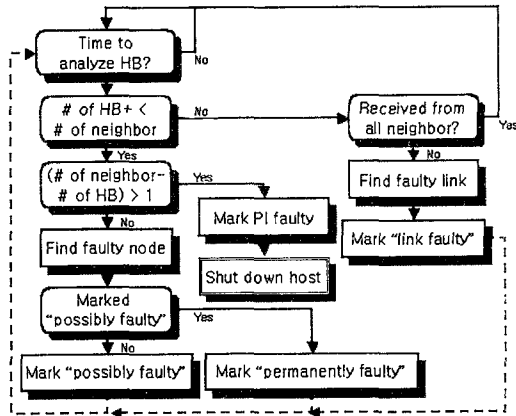 Time to
analyze HB?
No
# of HB+ <
# of neighbor
No
Received from
all neighbor?
Yes
Yes
No
(# of neighbor-
# of HB) > 1
Yes
Find faulty link
Mark PI faulty
No
Find faulty node
Mark "link faulty"
Shut down host
Marked
"possibly faulty"
Yes
No
Mark "possibly faulty"
Mark "permanently faulty"